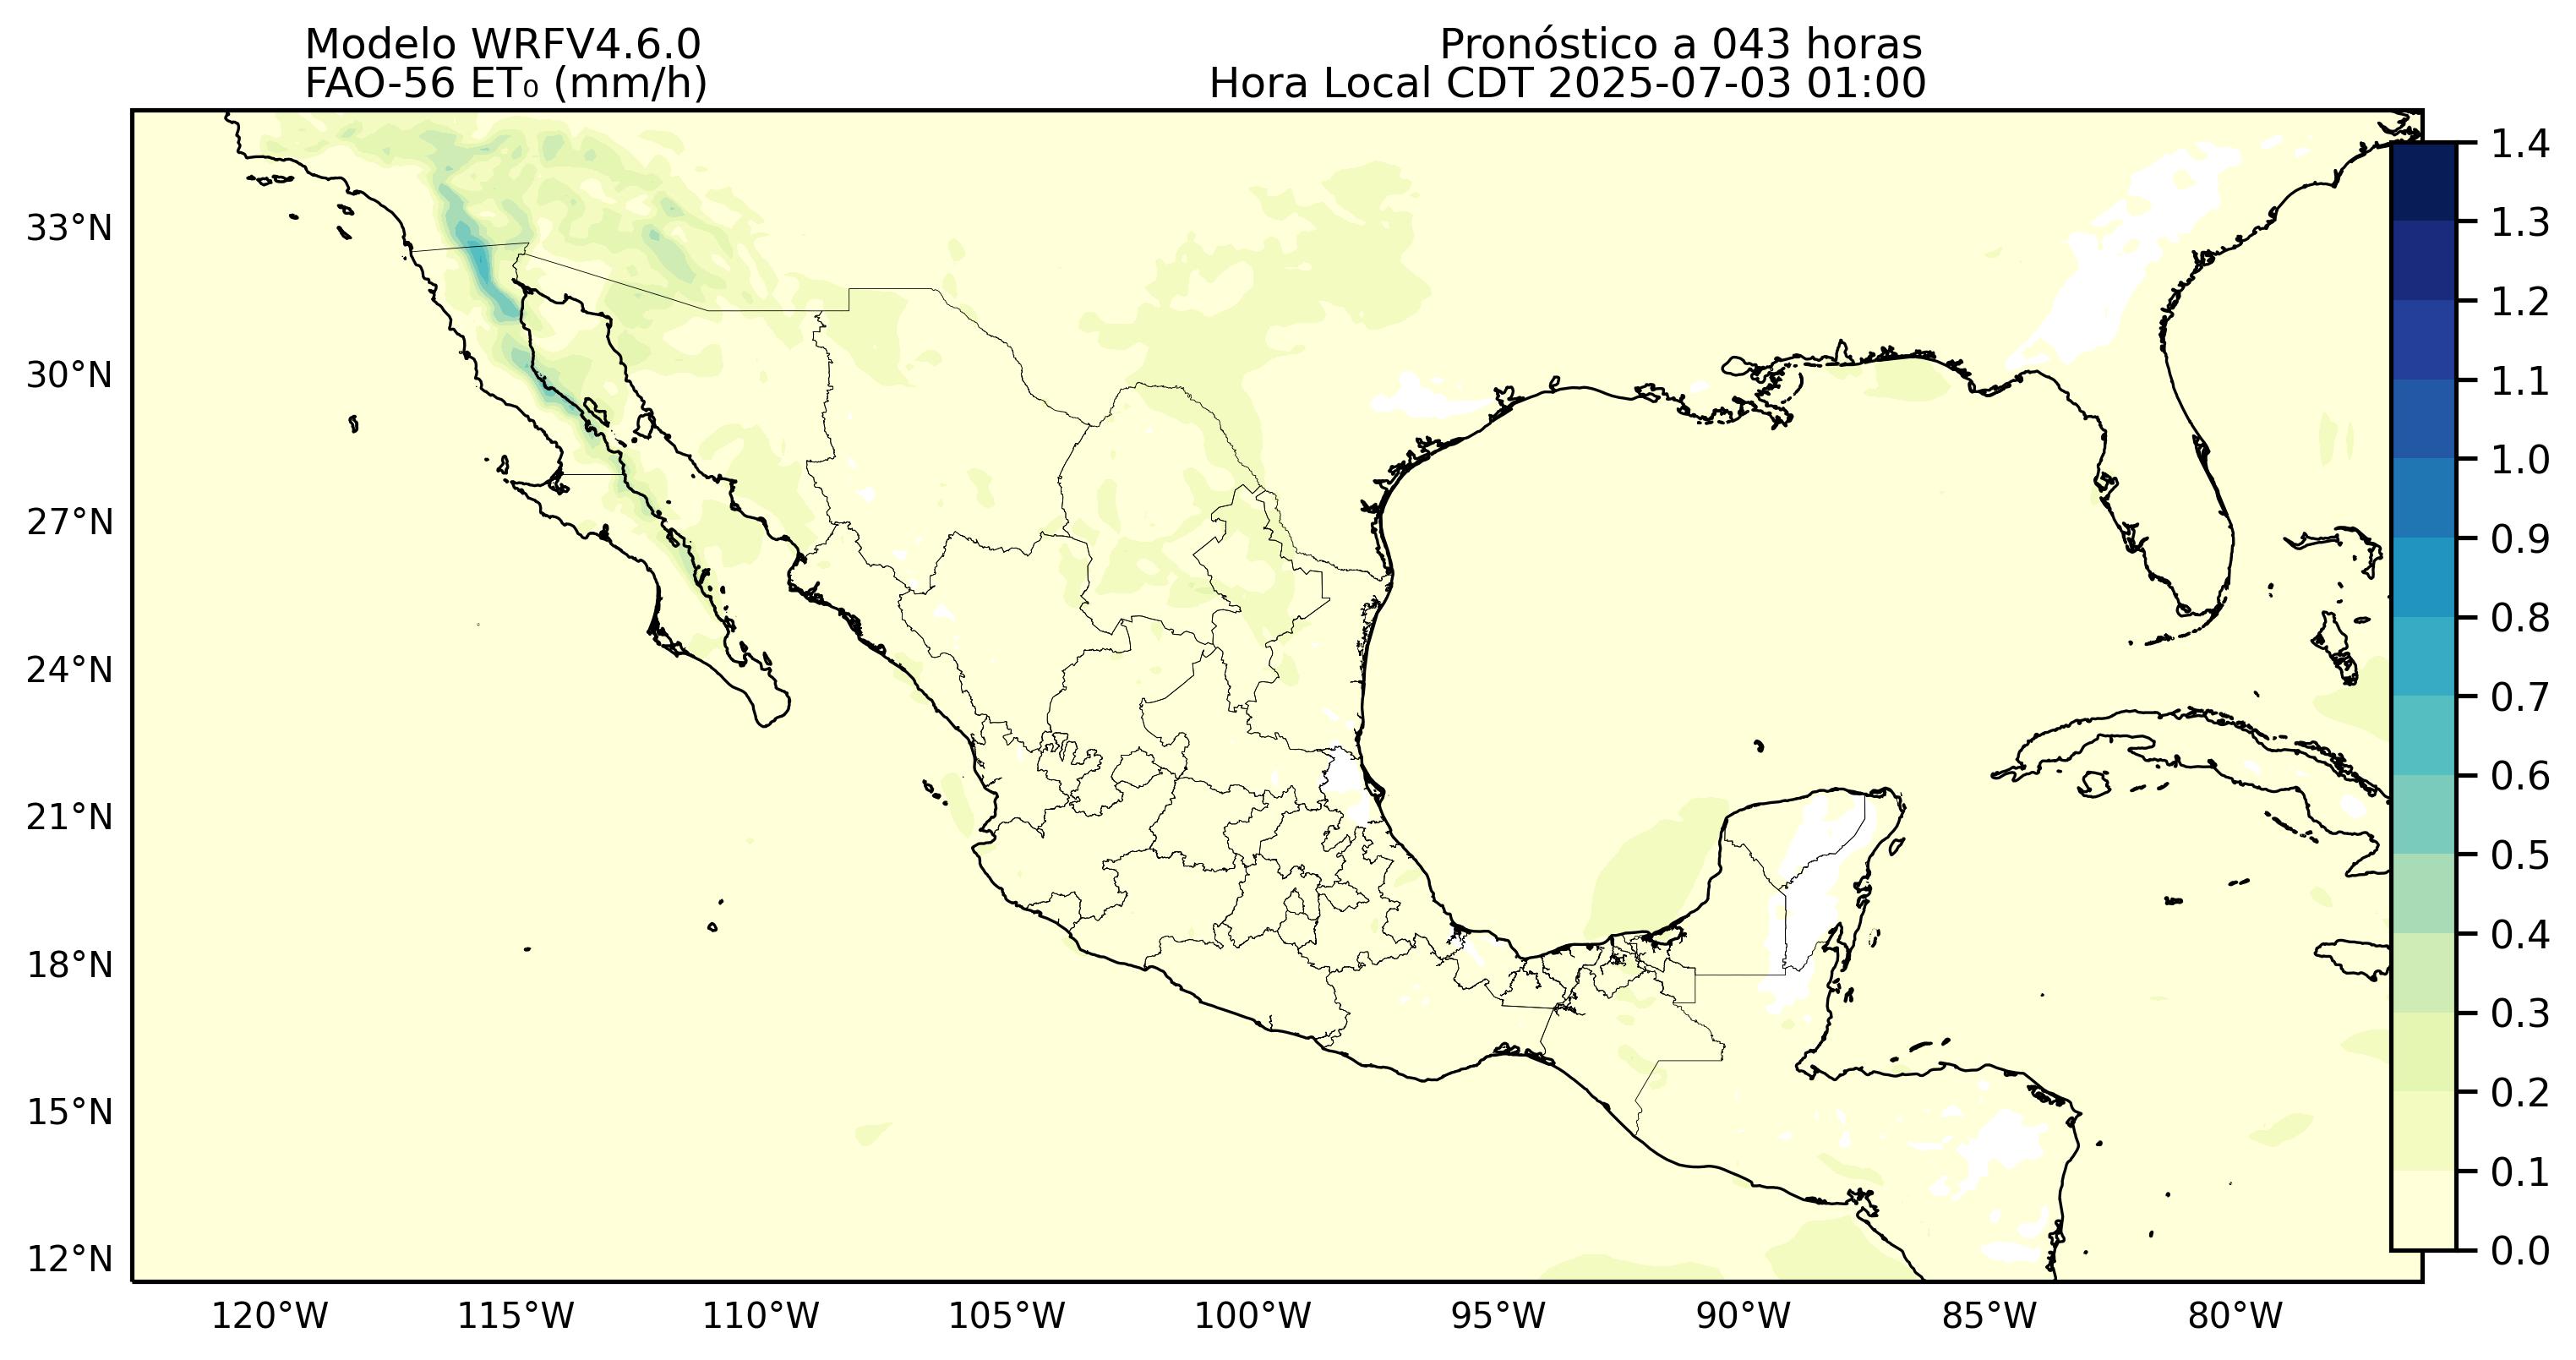 Modelo WRFV4.6.0
FAO-56 ET₀ (mm/h)
Pronóstico a 043 horas
Hora Local CDT 2025-07-03 01:00
33°N
30°N
27°N
24°N
21°N
18°N
15°N
12°N
120°W
115°W
110°W
105°W
100°W
95°W
90°W
85°W
80°W
1.4
1.3
1.2
1.1
1.0
0.9
0.8
0.7
0.6
0.5
0.4
0.3
0.2
0.1
0.0